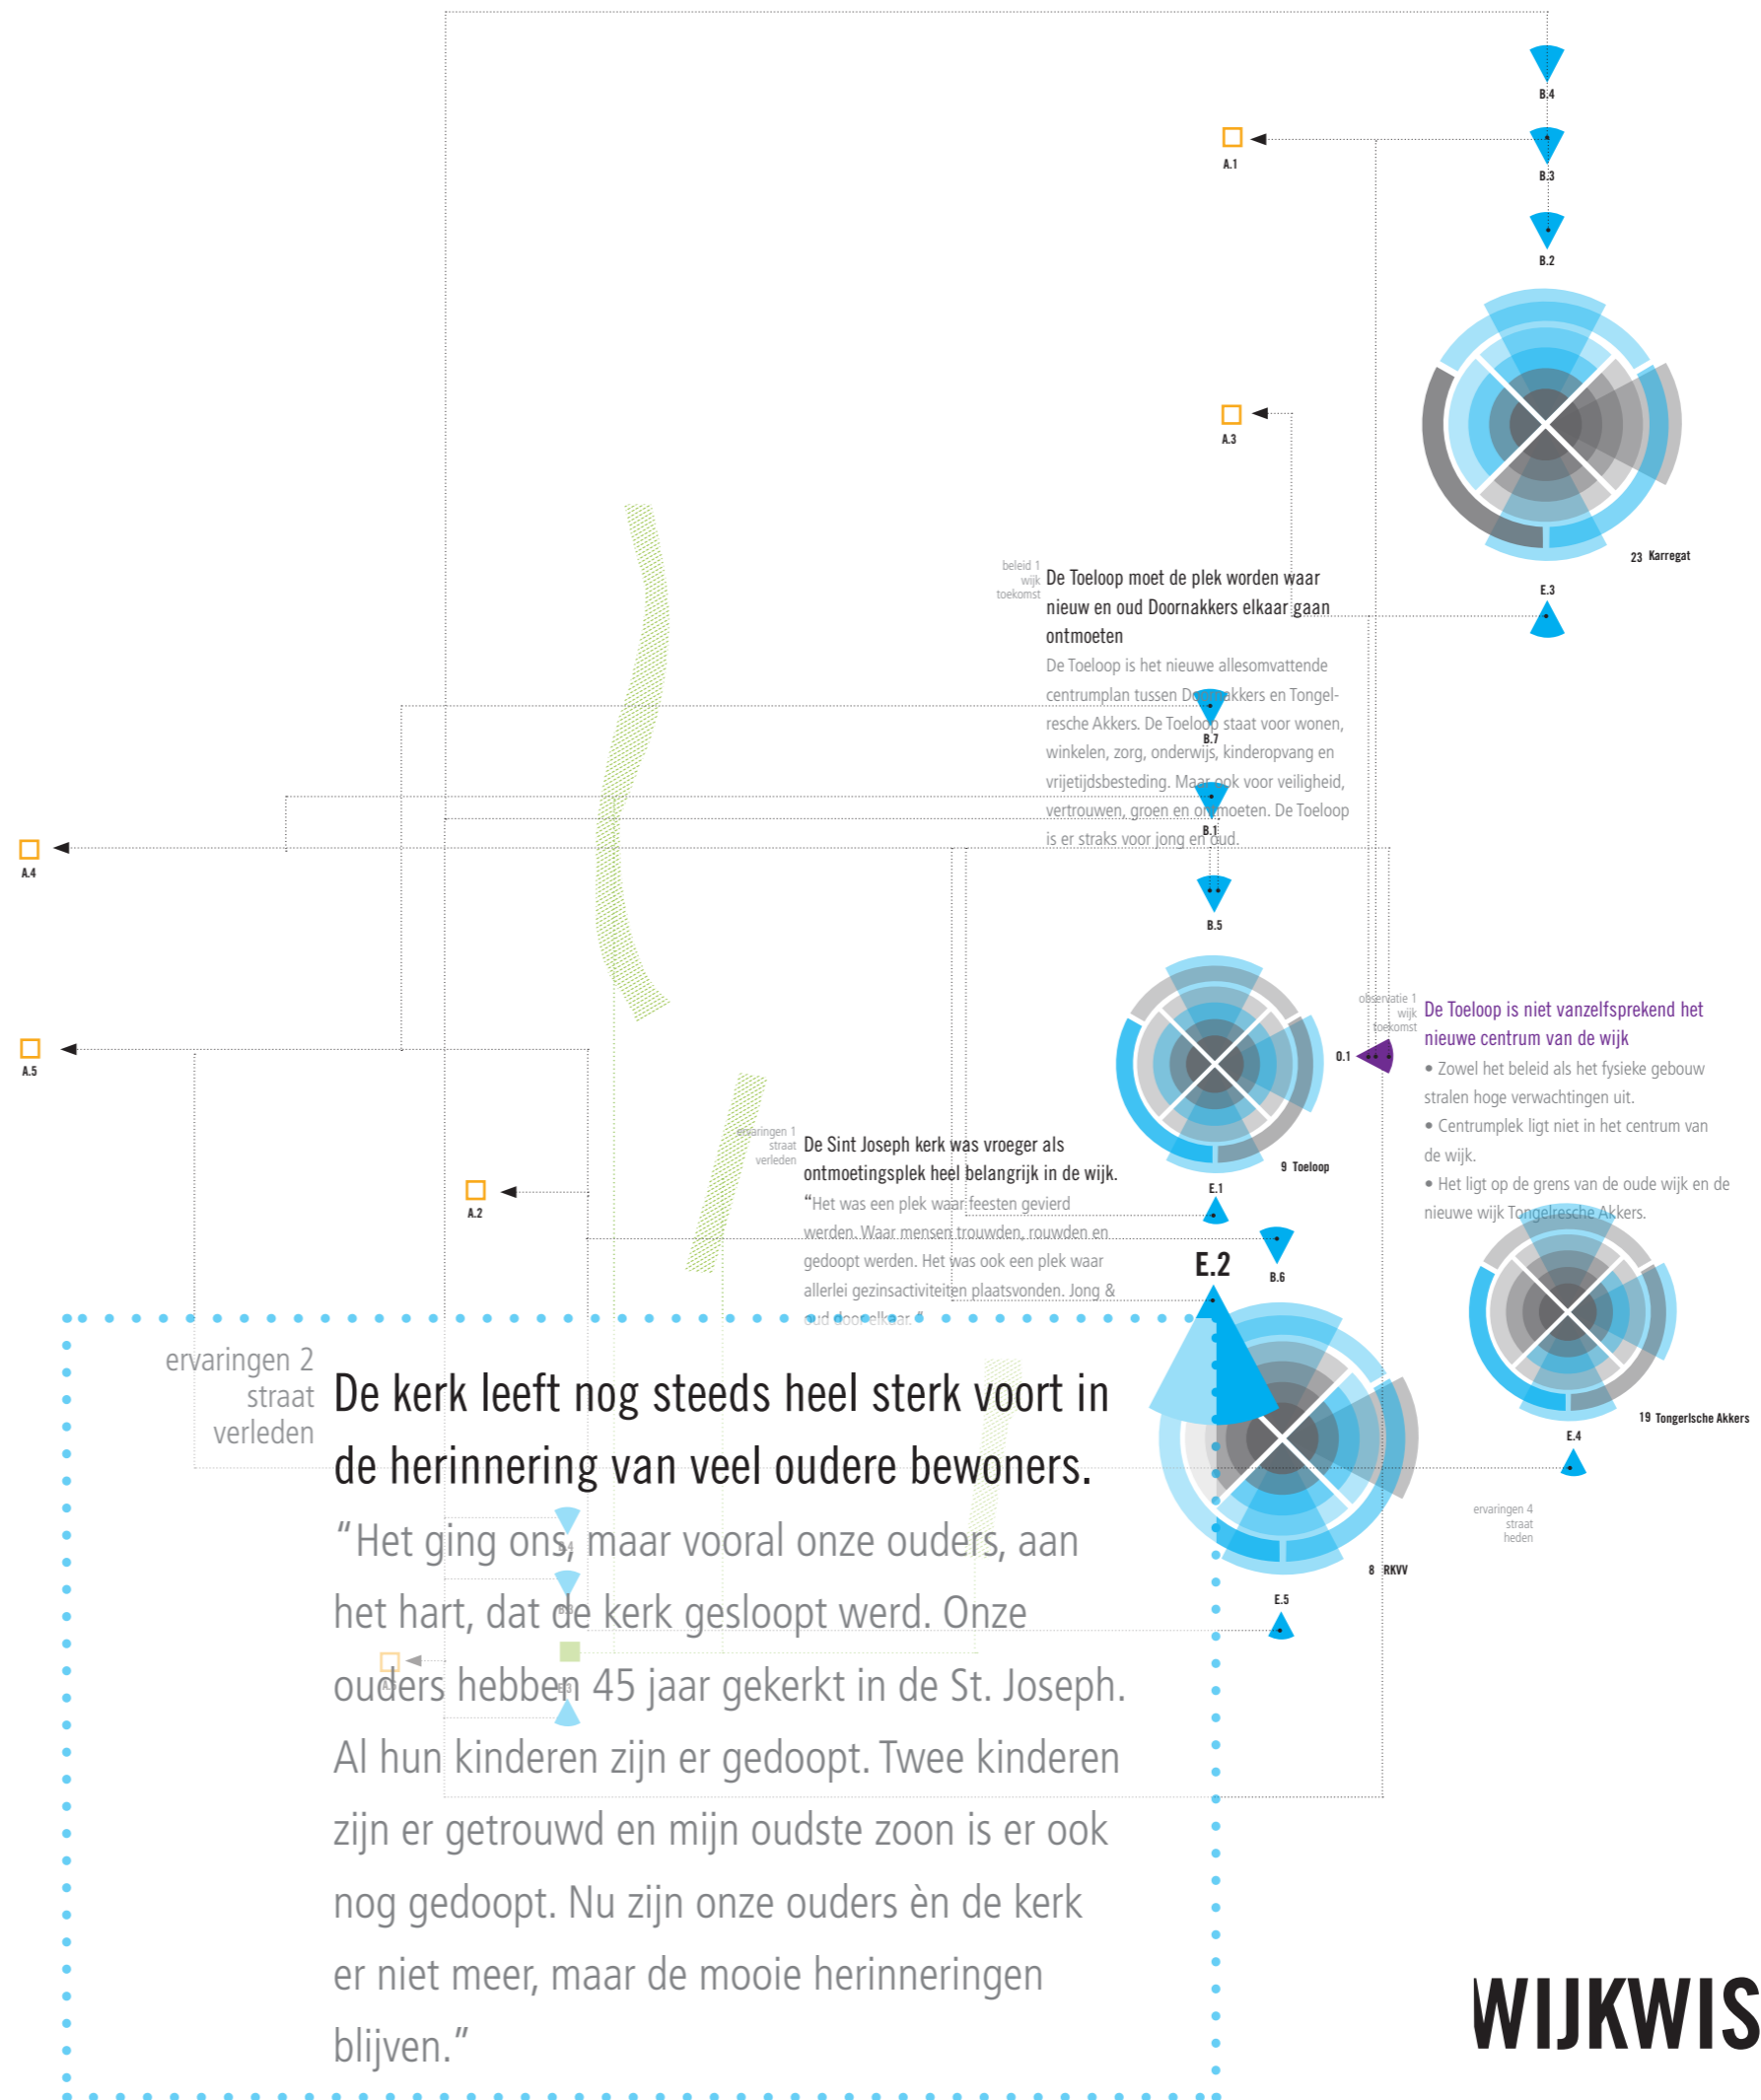 B.4
A.1
B.3
B.2
A.3
23 Karregat
E.3
beleid 1
wijk
toekomst
De Toeloop moet de plek worden waar
nieuw en oud Doornakkers elkaar gaan
ontmoeten
De Toeloop is het nieuwe allesomvattende
centrumplan tussen Doornakkers en Tongel-
resche Akkers. De Toeloop staat voor wonen,
winkelen, zorg, onderwijs, kinderopvang en
vrijetijdsbesteding. Maar ook voor veiligheid,
vertrouwen, groen en ontmoeten. De Toeloop
is er straks voor jong en oud.
B.7
B.1
A.4
B.5
A.5
observatie 1
wijk
toekomst
De Toeloop is niet vanzelfsprekend het
nieuwe centrum van de wijk
• Zowel het beleid als het fysieke gebouw
stralen hoge verwachtingen uit.
• Centrumplek ligt niet in het centrum van
de wijk.
• Het ligt op de grens van de oude wijk en de
nieuwe wijk Tongelresche Akkers.
O.1
9 Toeloop
E.1
ervaringen 1
straat
verleden
De Sint Joseph kerk was vroeger als
ontmoetingsplek heel belangrijk in de wijk.
“Het was een plek waar feesten gevierd
werden. Waar mensen trouwden, rouwden en
gedoopt werden. Het was ook een plek waar
allerlei gezinsactiviteiten plaatsvonden. Jong &
oud door elkaar.”
A.2
E.2
B.6
19 Tongerlsche Akkers
E.4
ervaringen 4
straat
heden
8 RKVV
E.5
ervaringen 2
straat
verleden
De kerk leeft nog steeds heel sterk voort in
de herinnering van veel oudere bewoners.
“Het ging ons, maar vooral onze ouders, aan
het hart, dat de kerk gesloopt werd. Onze
ouders hebben 45 jaar gekerkt in de St. Joseph.
Al hun kinderen zijn er gedoopt. Twee kinderen
zijn er getrouwd en mijn oudste zoon is er ook
nog gedoopt. Nu zijn onze ouders èn de kerk
er niet meer, maar de mooie herinneringen
blijven.”
E.3
WIJKWIS